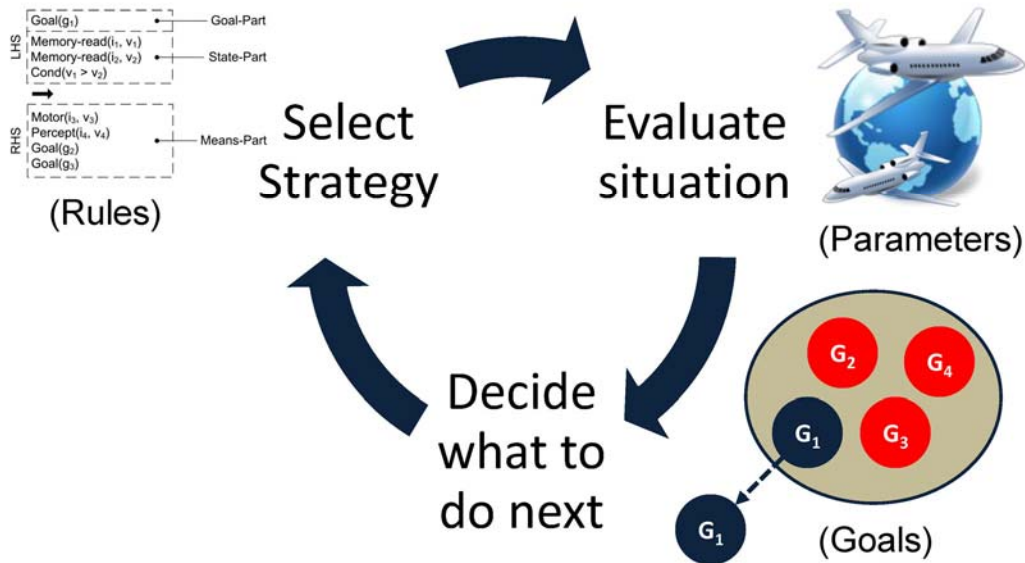 LHS
Goal(g₁)
Goal-Part
Memory-read(i₁, v₁)
Memory-read(i₂, v₂)
Cond(v₁ > v₂)
State-Part
RHS
Motor(i₃, v₃)
Percept(i₄, v₄)
Goal(g₂)
Goal(g₃)
Means-Part
(Rules)
Select
Strategy
Evaluate
situation
(Parameters)
Decide
what to
do next
G₂
G₄
G₁
G₃
G₁
(Goals)